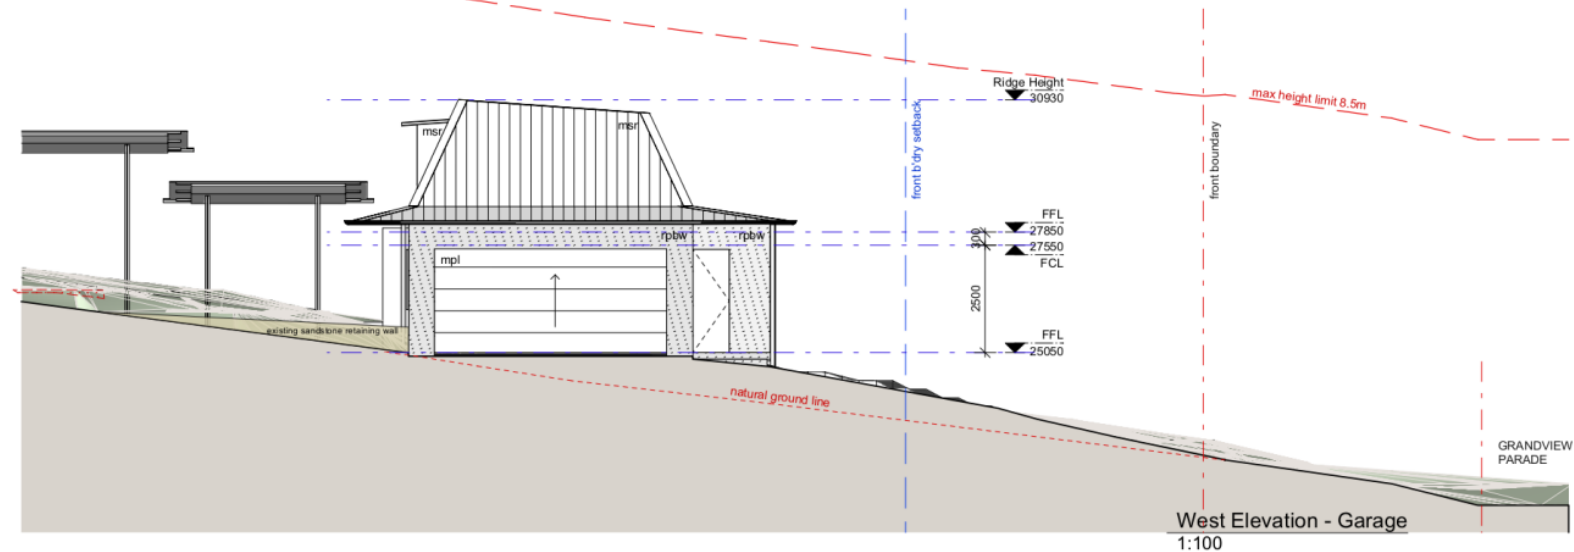 Ridge Height
30930
max height limit 8.5m
msr
msr
front b'dry setback
front boundary
FFL
27850
300
27550
FCL
rpbw
rpbw
mpl
2500
existing sandstone retaining wall
FFL
25050
natural ground line
GRANDVIEW
PARADE
West Elevation - Garage
1:100